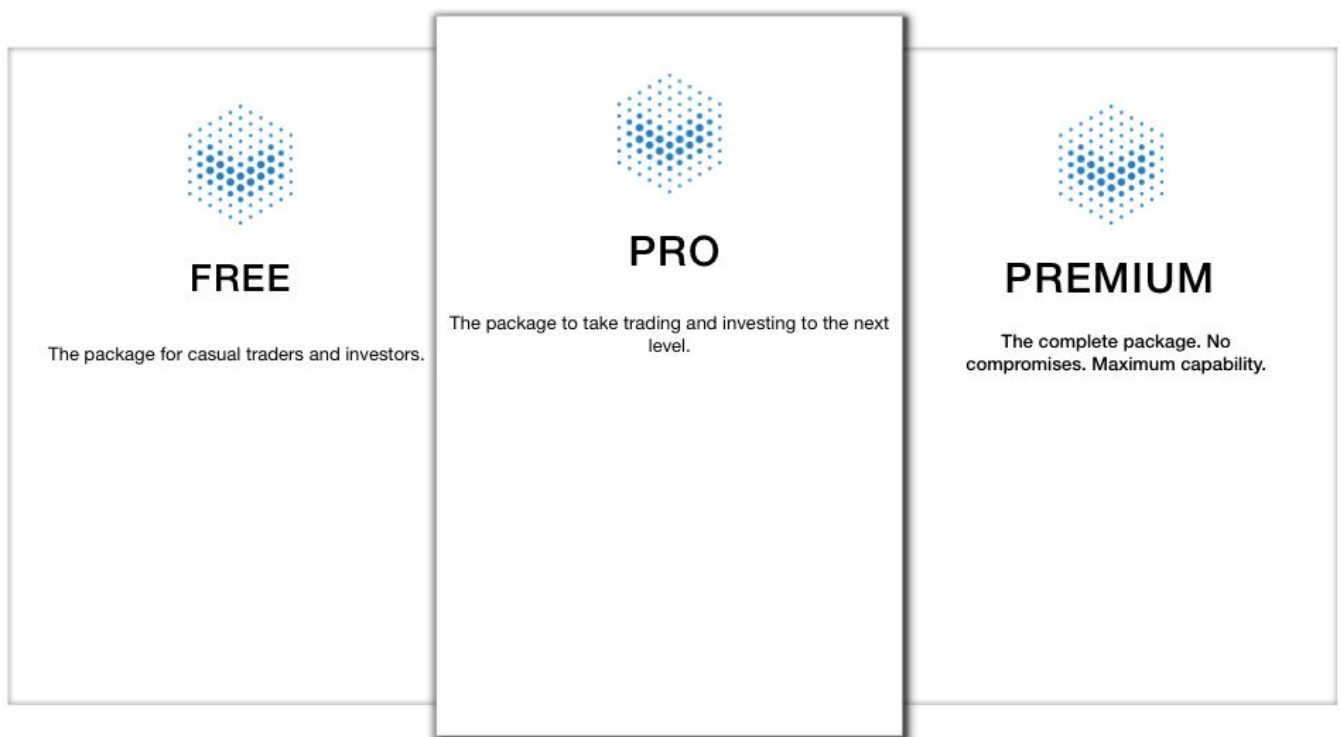 FREE
The package for casual traders and investors.
PRO
The package to take trading and investing to the next
level.
PREMIUM
The complete package. No
compromises. Maximum capability.